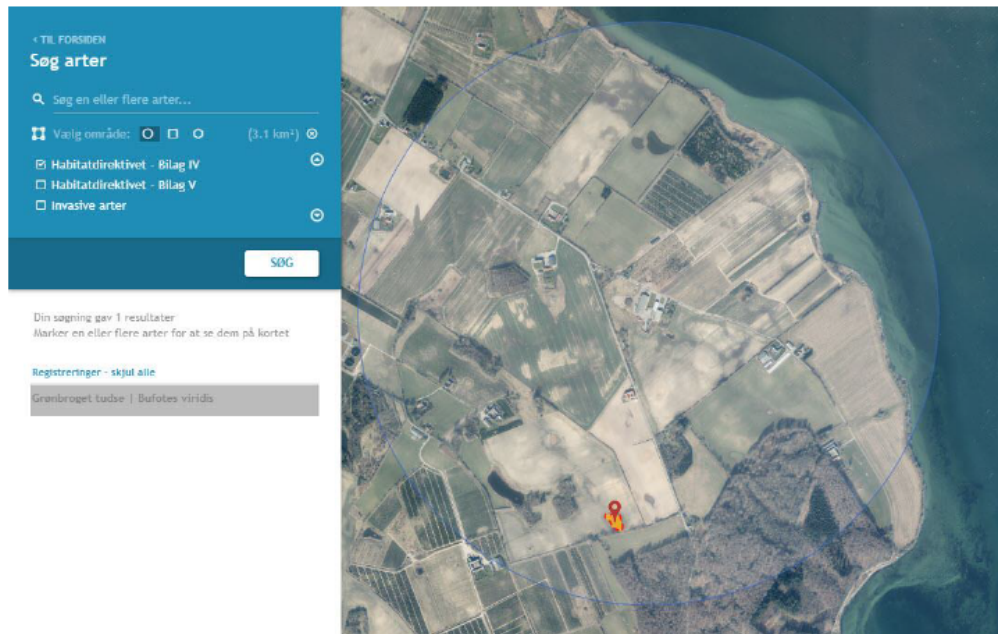 ‹ TIL FORSIDEN
Søg arter
Søg en eller flere arter...
Vælg område: (3.1 km²)
Habitatdirektivet - Bilag IV
Habitatdirektivet - Bilag V
Invasive arter
SØG
Din søgning gav 1 resultater
Marker en eller flere arter for at se dem på kortet
Registreringer - skjul alle
Grønbroget tudse | Bufotes viridis